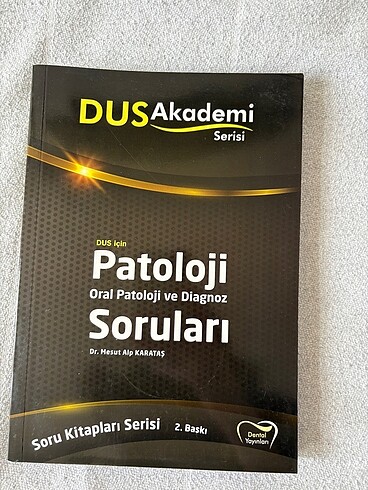 DUS Akademi
Serisi
DUS için
Patoloji
Oral Patoloji ve Diagnoz
Soruları
Dr. Mesut Alp KARATAŞ
Soru Kitapları Serisi 2. Baskı
Dental
Yayınları